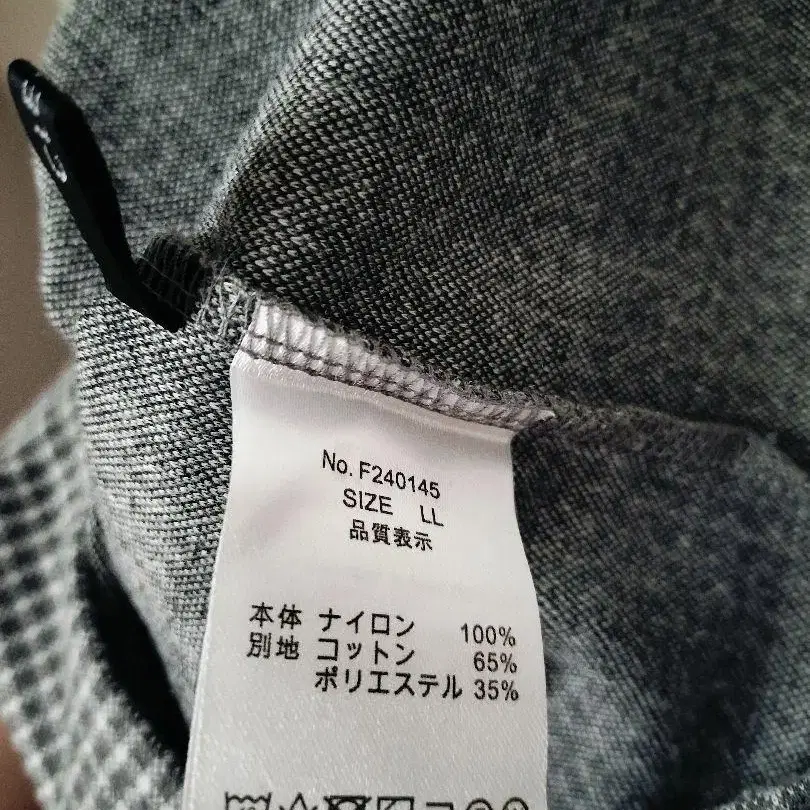 No. F240145
SIZE LL
品質表示
本体 ナイロン 100%
別地 コットン 65%
ポリエステル 35%